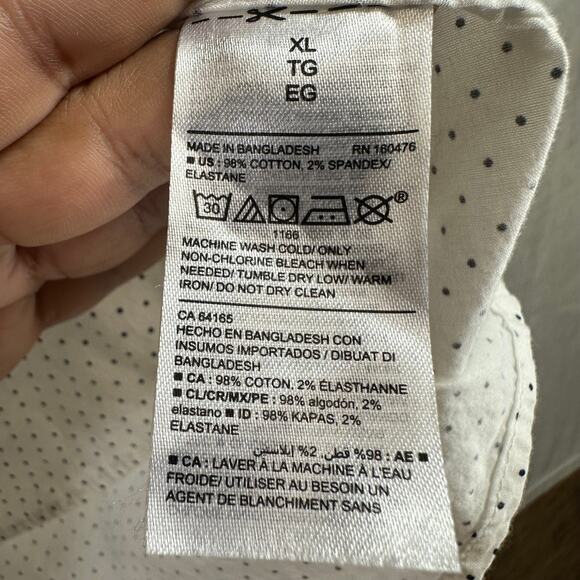 XL
TG
EG
MADE IN BANGLADESH RN 160476
■ US : 98% COTTON, 2% SPANDEX/
ELASTANE
30
®
1166
MACHINE WASH COLD/ ONLY
NON-CHLORINE BLEACH WHEN
NEEDED/ TUMBLE DRY LOW/ WARM
IRON/ DO NOT DRY CLEAN
CA 64165
HECHO EN BANGLADESH CON
INSUMOS IMPORTADOS / DIBUAT DI
BANGLADESH
■ CA : 98% COTON, 2% ÉLASTHANNE
■ CL/CR/MX/PE : 98% algodón, 2%
elastano ■ ID : 98% KAPAS, 2%
ELASTANE
■ AE : 98% قطن، 2% إيلاستين
■ CA : LAVER À LA MACHINE À L'EAU
FROIDE/ UTILISER AU BESOIN UN
AGENT DE BLANCHIMENT SANS